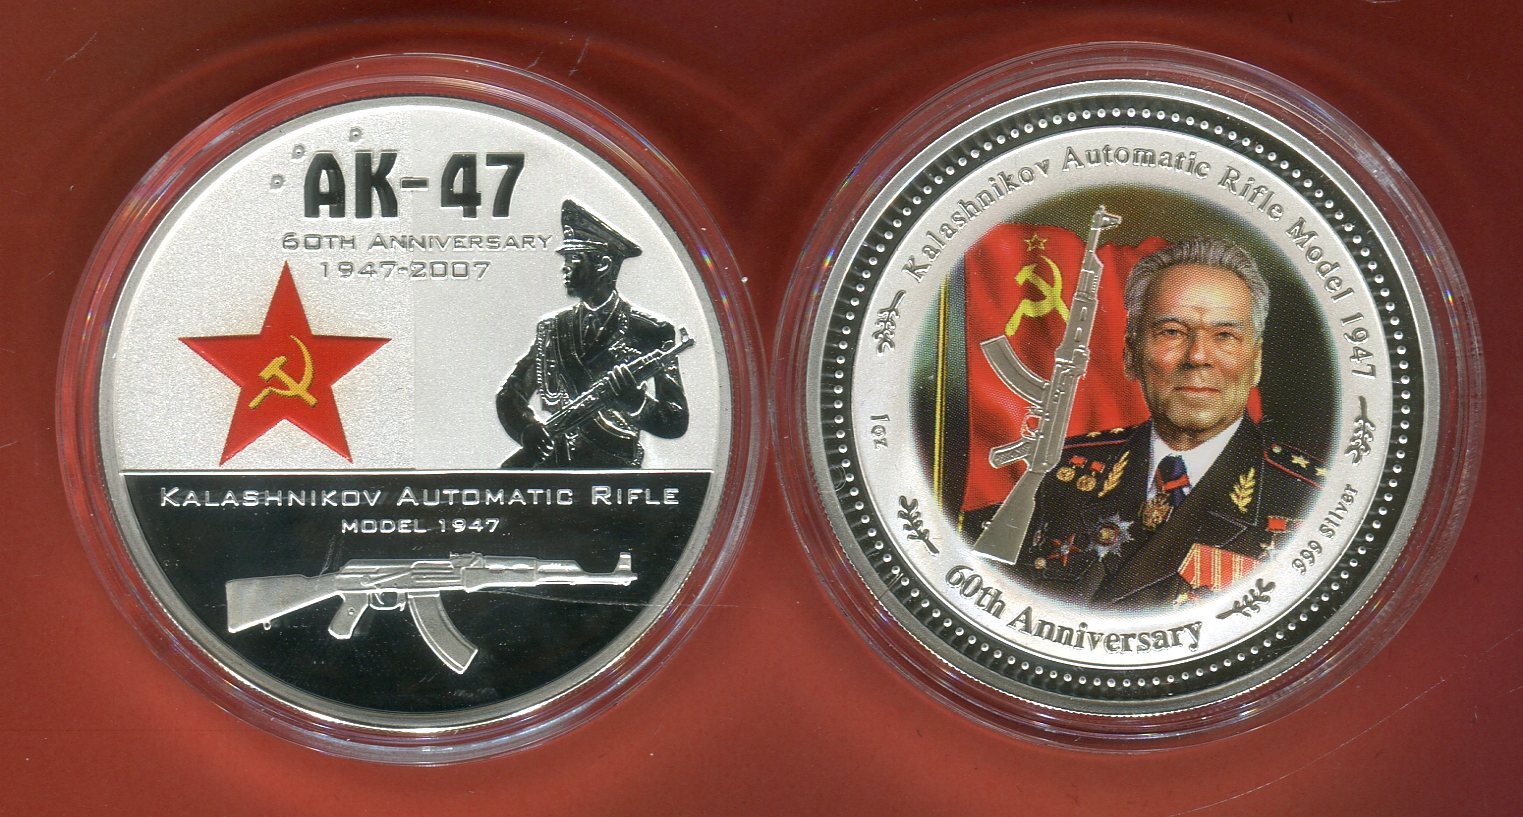 AK-47
60TH ANNIVERSARY
1947-2007
KALASHNIKOV AUTOMATIC RIFLE
MODEL 1947
Kalashnikov Automatic Rifle Model 1947
1oz
999 Silver
60th Anniversary